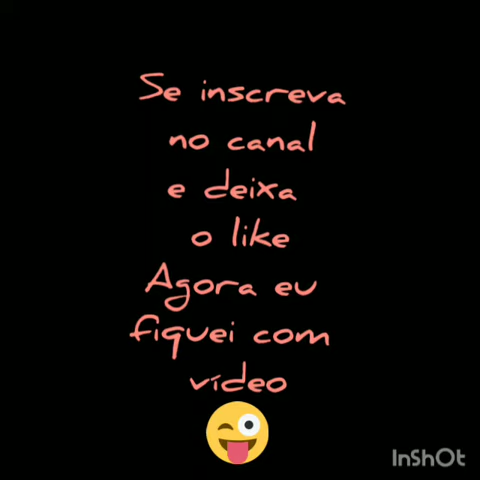 Se inscreva
no canal
e deixa
o like
Agora eu
fiquei com
vídeo
InShOt